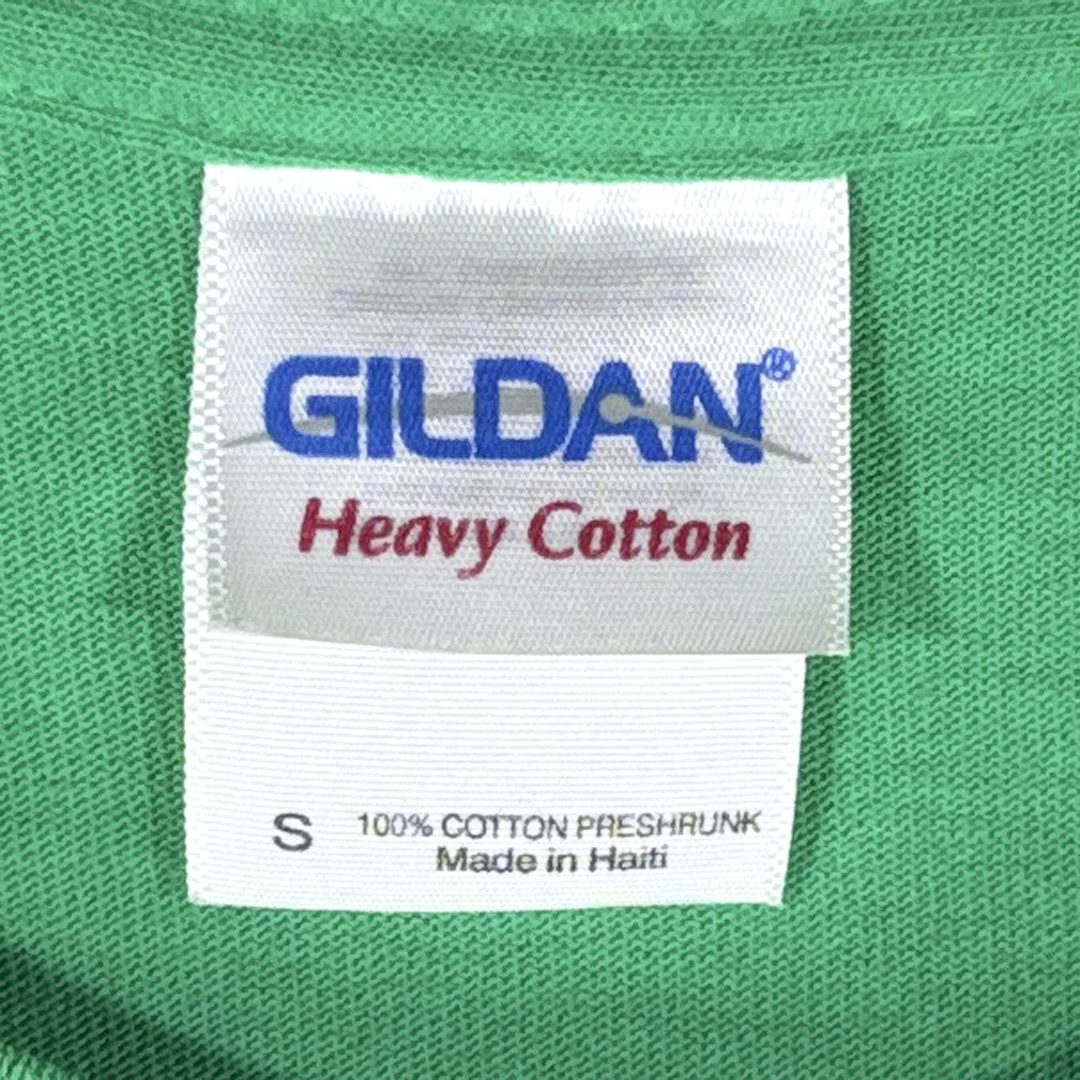 GILDAN®
Heavy Cotton
S 100% COTTON PRESHRUNK
Made in Haiti